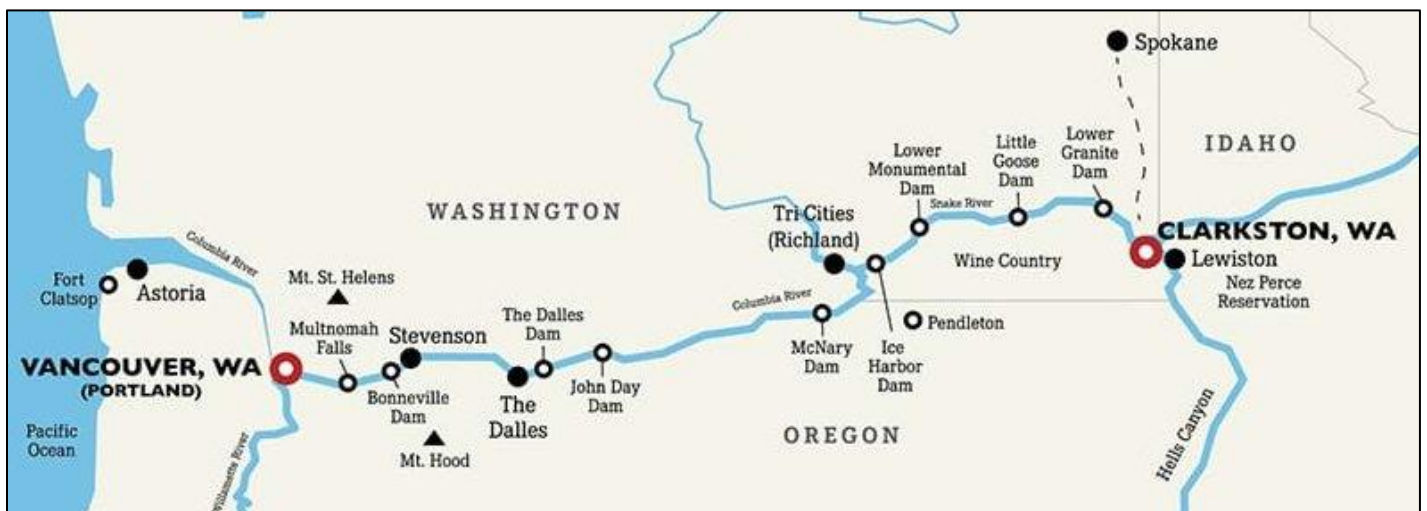 Spokane
IDAHO
Little
Goose
Dam
Lower
Granite
Dam
Lower
Monumental
Dam
Snake River
Tri Cities
(Richland)
WASHINGTON
CLARKSTON, WA
Lewiston
Nez Perce
Reservation
Wine Country
Columbia River
Fort
Clatsop
Astoria
Mt. St. Helens
Columbia River
Multnomah
Falls
Stevenson
The Dalles
Dam
Pendleton
McNary
Dam
Ice
Harbor
Dam
VANCOUVER, WA
(PORTLAND)
Bonneville
Dam
The
Dalles
John Day
Dam
Pacific
Ocean
Mt. Hood
OREGON
Hells Canyon
Willamette River